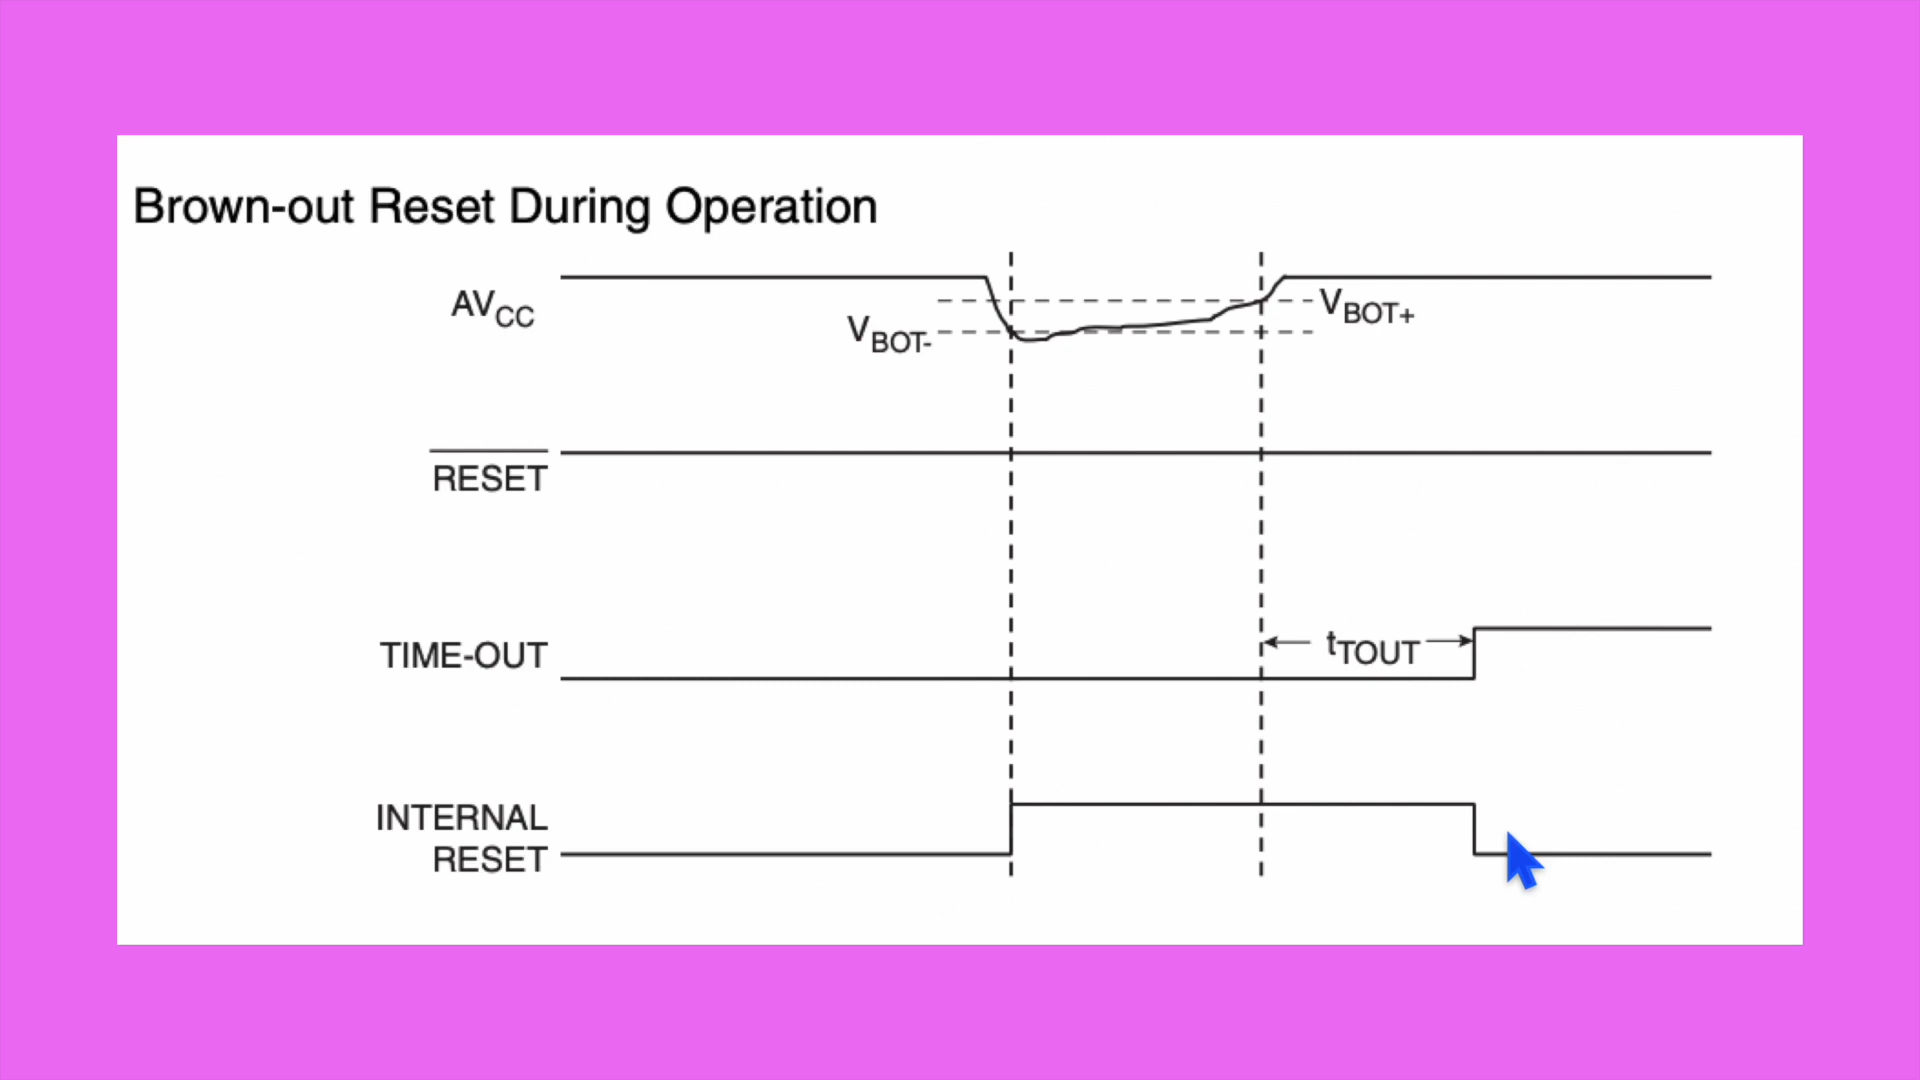 Brown-out Reset During Operation
AVCC
VBOT+
VBOT-
RESET
TIME-OUT
tTOUT
INTERNAL
RESET